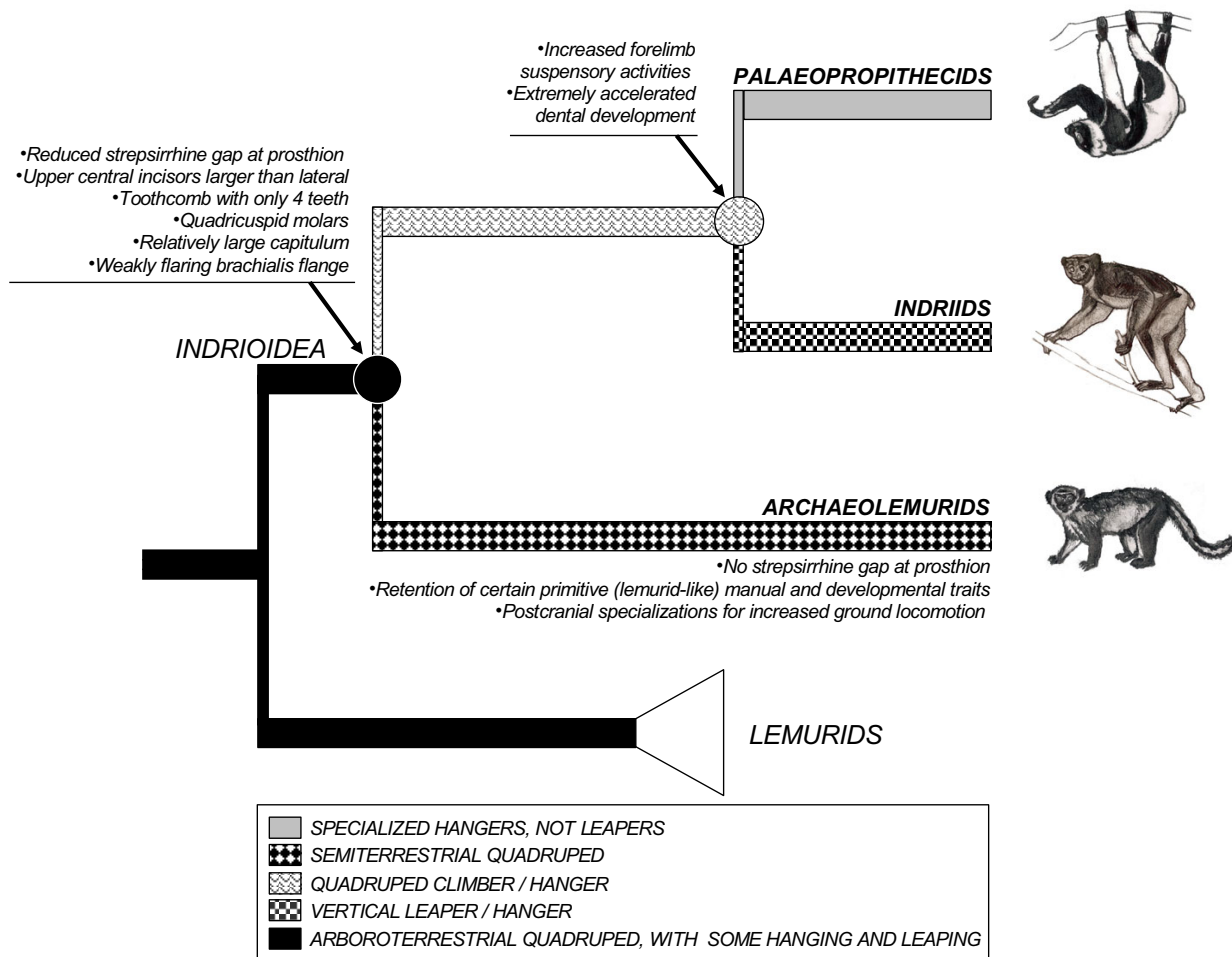 •Increased forelimb
suspensory activities
•Extremely accelerated
dental development
PALAEOPROPITHECIDS
•Reduced strepsirrhine gap at prosthion
•Upper central incisors larger than lateral
•Toothcomb with only 4 teeth
•Quadricuspid molars
•Relatively large capitulum
•Weakly flaring brachialis flange
INDRIIDS
INDRIOIDEA
ARCHAEOLEMURIDS
•No strepsirrhine gap at prosthion
•Retention of certain primitive (lemurid-like) manual and developmental traits
•Postcranial specializations for increased ground locomotion
LEMURIDS
SPECIALIZED HANGERS, NOT LEAPERS
SEMITERRESTRIAL QUADRUPED
QUADRUPED CLIMBER / HANGER
VERTICAL LEAPER / HANGER
ARBOROTERRESTRIAL QUADRUPED, WITH SOME HANGING AND LEAPING